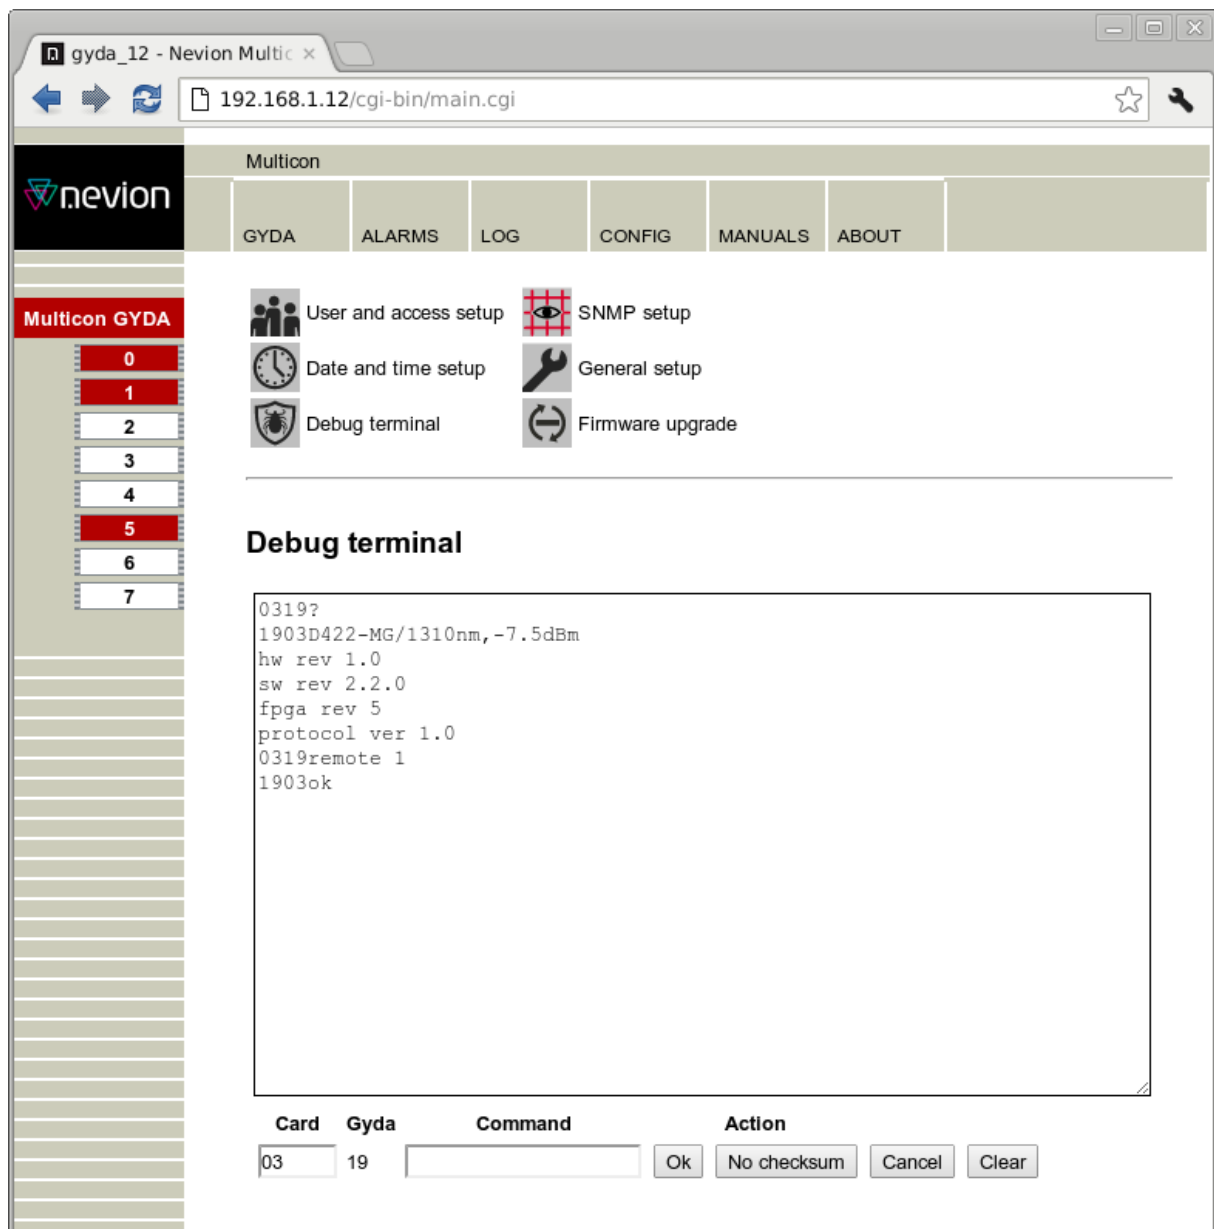 gyda_12 - Nevion Multic
192.168.1.12/cgi-bin/main.cgi
nevion
Multicon
GYDA ALARMS LOG CONFIG MANUALS ABOUT
Multicon GYDA
0
1
2
3
4
5
6
7
User and access setup SNMP setup
Date and time setup General setup
Debug terminal Firmware upgrade
Debug terminal
0319?
1903D422-MG/1310nm,-7.5dBm
hw rev 1.0
sw rev 2.2.0
fpga rev 5
protocol ver 1.0
0319remote 1
1903ok
Card Gyda Command Action
03 19 Ok No checksum Cancel Clear